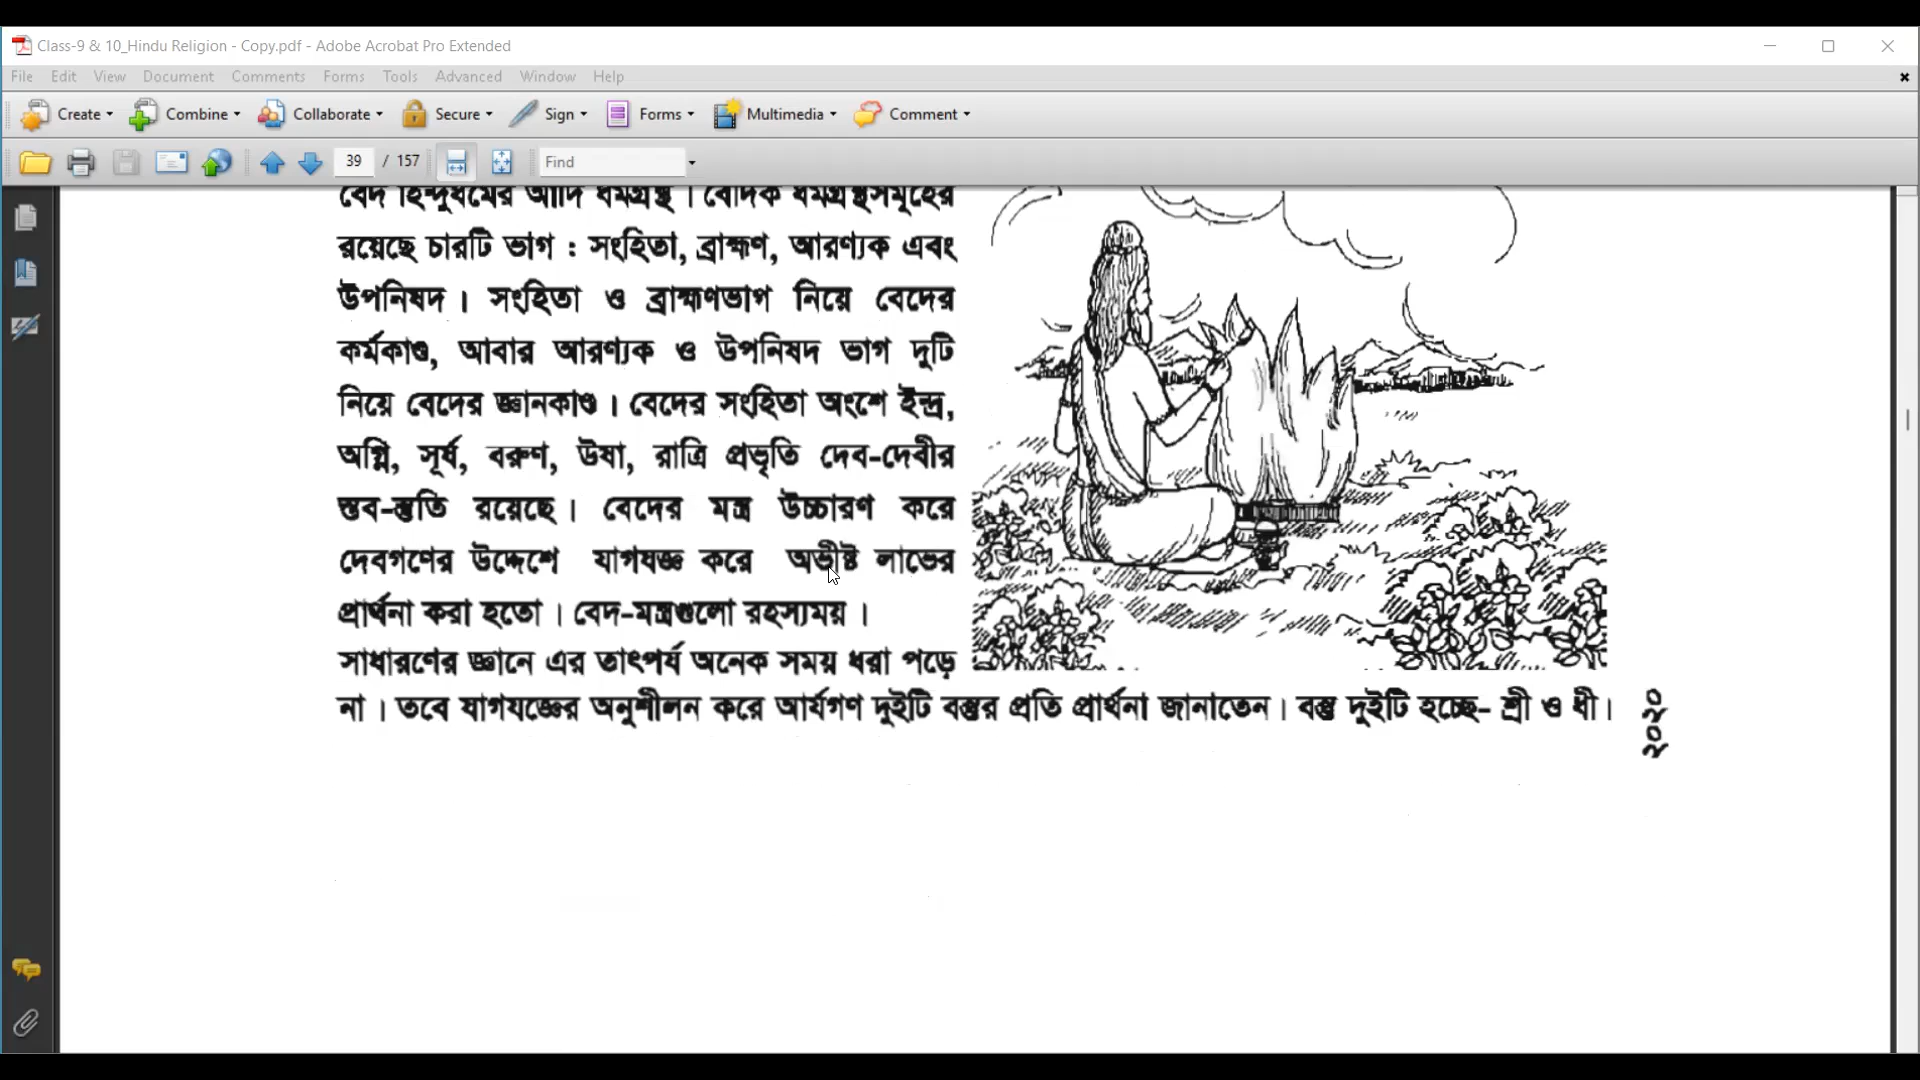 Class-9 & 10_Hindu Religion - Copy.pdf - Adobe Acrobat Pro Extended
File Edit View Document Comments Forms Tools Advanced Window Help
Create Combine Collaborate Secure Sign Forms Multimedia Comment
39 / 157 Find
বেদ হিন্দুধর্মের আদি ধর্মগ্রন্থ । বৈদিক ধর্মগ্রন্থসমূহের
রয়েছে চারটি ভাগ : সংহিতা, ব্রাহ্মণ, আরণ্যক এবং
উপনিষদ । সংহিতা ও ব্রাহ্মণভাগ নিয়ে বেদের
কর্মকাণ্ড, আবার আরণ্যক ও উপনিষদ ভাগ দুটি
নিয়ে বেদের জ্ঞানকাণ্ড । বেদের সংহিতা অংশে ইন্দ্র,
অগ্নি, সূর্য, বরুণ, উষা, রাত্রি প্রভৃতি দেব-দেবীর
স্তব-স্তুতি রয়েছে । বেদের মন্ত্র উচ্চারণ করে
দেবগণের উদ্দেশে যাগযজ্ঞ করে অভীষ্ট লাভের
প্রার্থনা করা হতো । বেদ-মন্ত্রগুলো রহস্যময় ।
সাধারণের জ্ঞানে এর তাৎপর্য অনেক সময় ধরা পড়ে
না । তবে যাগযজ্ঞের অনুশীলন করে আর্যগণ দুইটি বস্তুর প্রতি প্রার্থনা জানাতেন । বস্তু দুইটি হচ্ছে- শ্রী ও ধী ।
২০২০